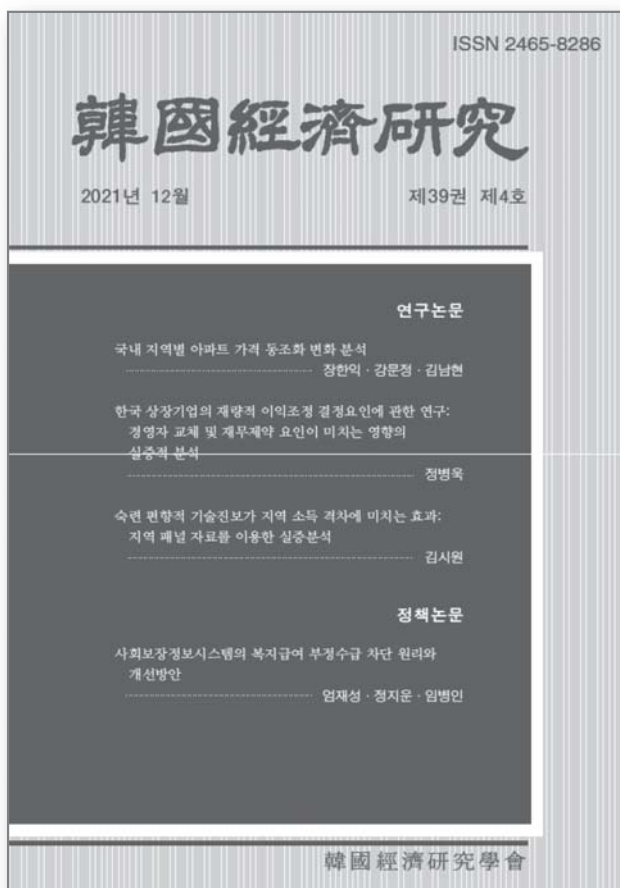 ISSN 2465-8286
韓國經濟研究
2021년 12월 제39권 제4호
연구논문
국내 지역별 아파트 가격 동조화 변화 분석
장한익 · 강문정 · 김남현
한국 상장기업의 재량적 이익조정 결정요인에 관한 연구:
경영자 교체 및 재무제약 요인이 미치는 영향의
실증적 분석
정병욱
숙련 편향적 기술진보가 지역 소득 격차에 미치는 효과:
지역 패널 자료를 이용한 실증분석
김시원
정책논문
사회보장정보시스템의 복지급여 부정수급 차단 원리와
개선방안
엄재성 · 정지운 · 임병인
韓國經濟研究學會